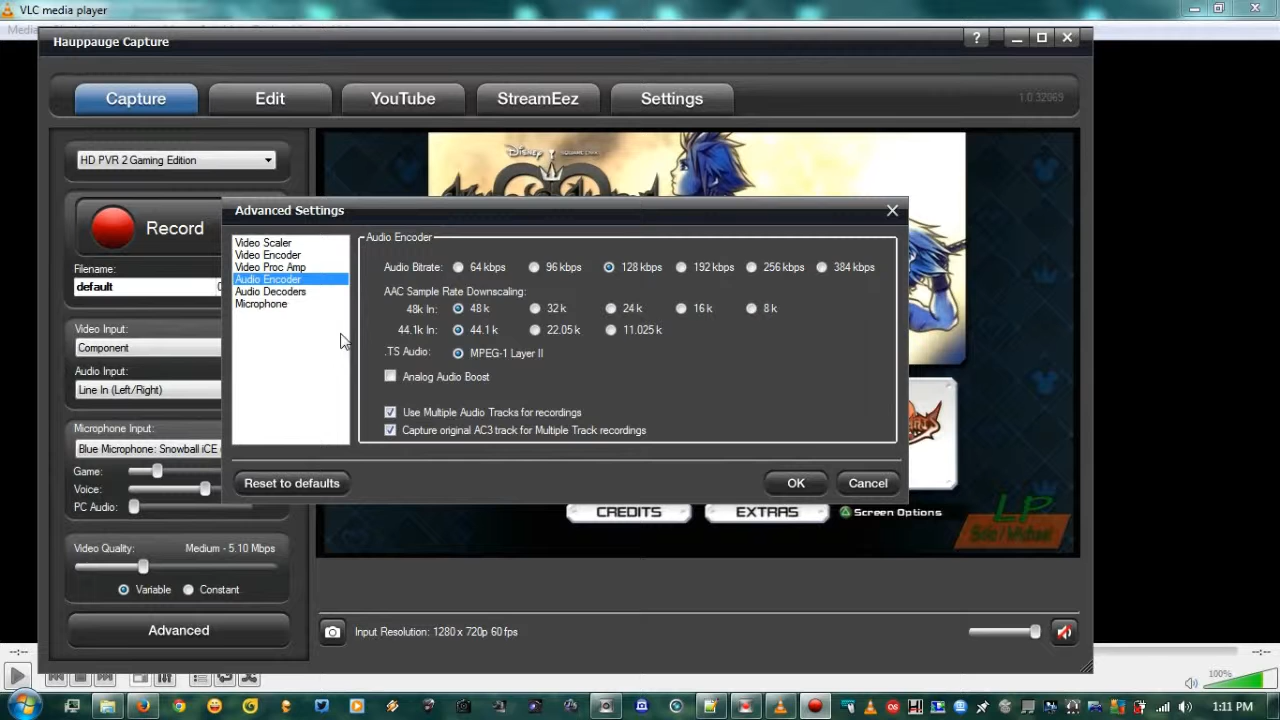 VLC media player
Hauppauge Capture
?
Capture
Edit
YouTube
StreamEez
Settings
1.0.32069
HD PVR 2 Gaming Edition
Disney
Record
Advanced Settings
Filename:
default
Video Input:
Component
Audio Input:
Line In (Left/Right)
Microphone Input:
Blue Microphone: Snowball iCE
Game:
Voice:
PC Audio:
Video Scaler
Video Encoder
Video Proc Amp
Audio Encoder
Audio Decoders
Microphone
Audio Encoder
Audio Bitrate: 64 kbps 96 kbps 128 kbps 192 kbps 256 kbps 384 kbps
AAC Sample Rate Downscaling:
48k In: 48 k 32 k 24 k 16 k 8 k
44.1k In: 44.1 k 22.05 k 11.025 k
.TS Audio: MPEG-1 Layer II
Analog Audio Boost
Use Multiple Audio Tracks for recordings
Capture original AC3 track for Multiple Track recordings
Reset to defaults
OK
Cancel
CREDITS
EXTRAS
Screen Options
LP
Video Quality: Medium - 5.10 Mbps
Variable
Constant
Advanced
Input Resolution: 1280 x 720p 60 fps
--:--
--:--
100%
1:11 PM